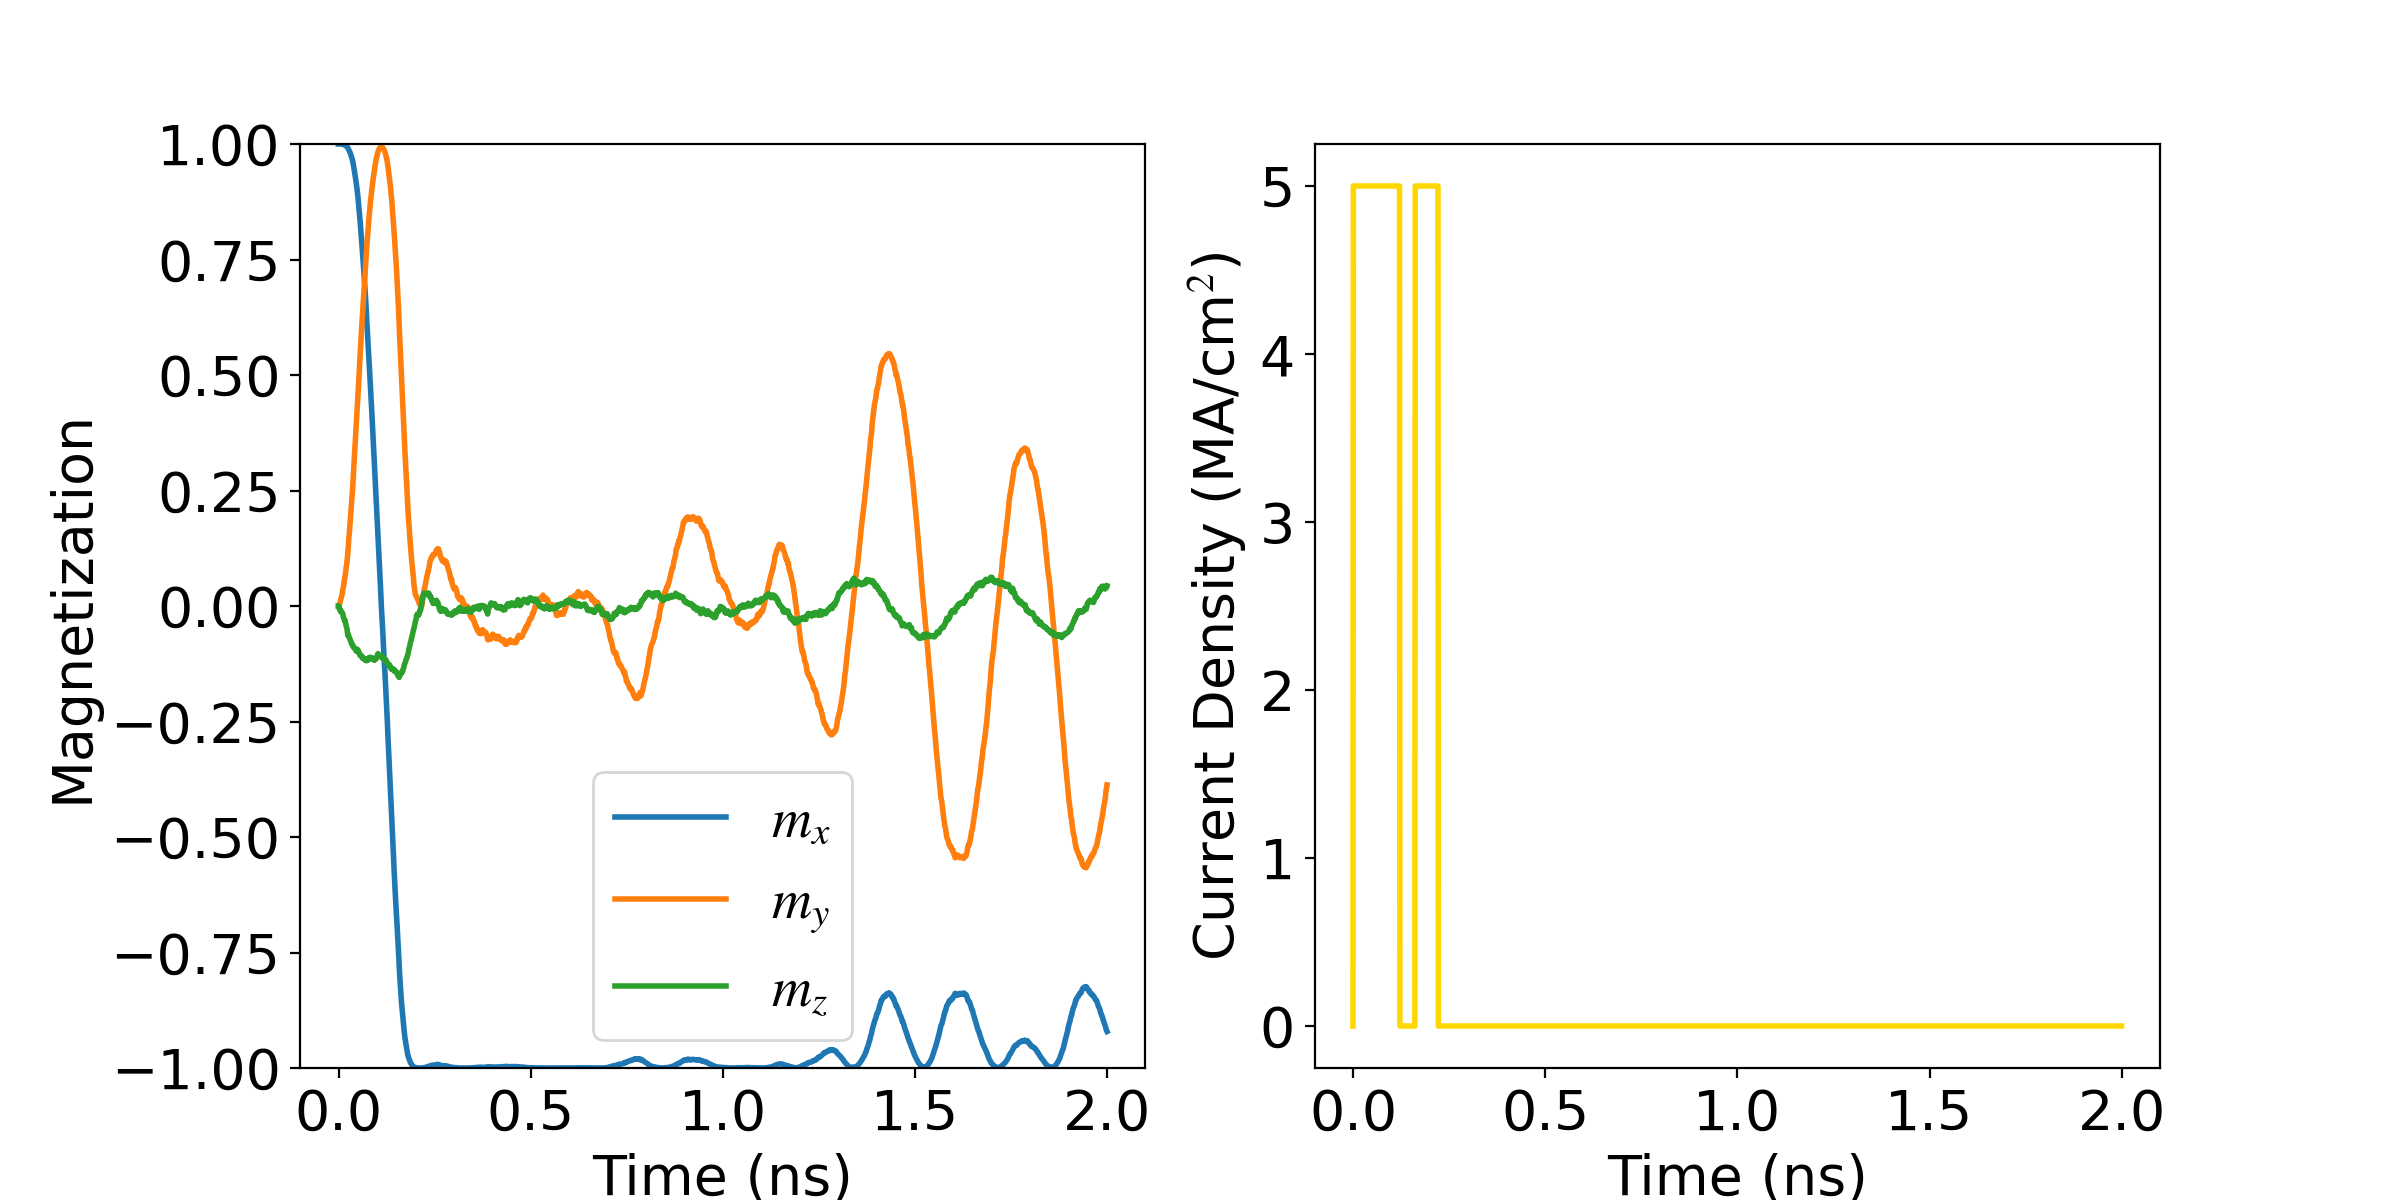 1.00
0.75
0.50
0.25
0.00
−0.25
−0.50
−0.75
−1.00
Magnetization
0.0 0.5 1.0 1.5 2.0
Time (ns)
m_x
m_y
m_z
5
4
3
2
1
0
Current Density (MA/cm²)
0.0 0.5 1.0 1.5 2.0
Time (ns)